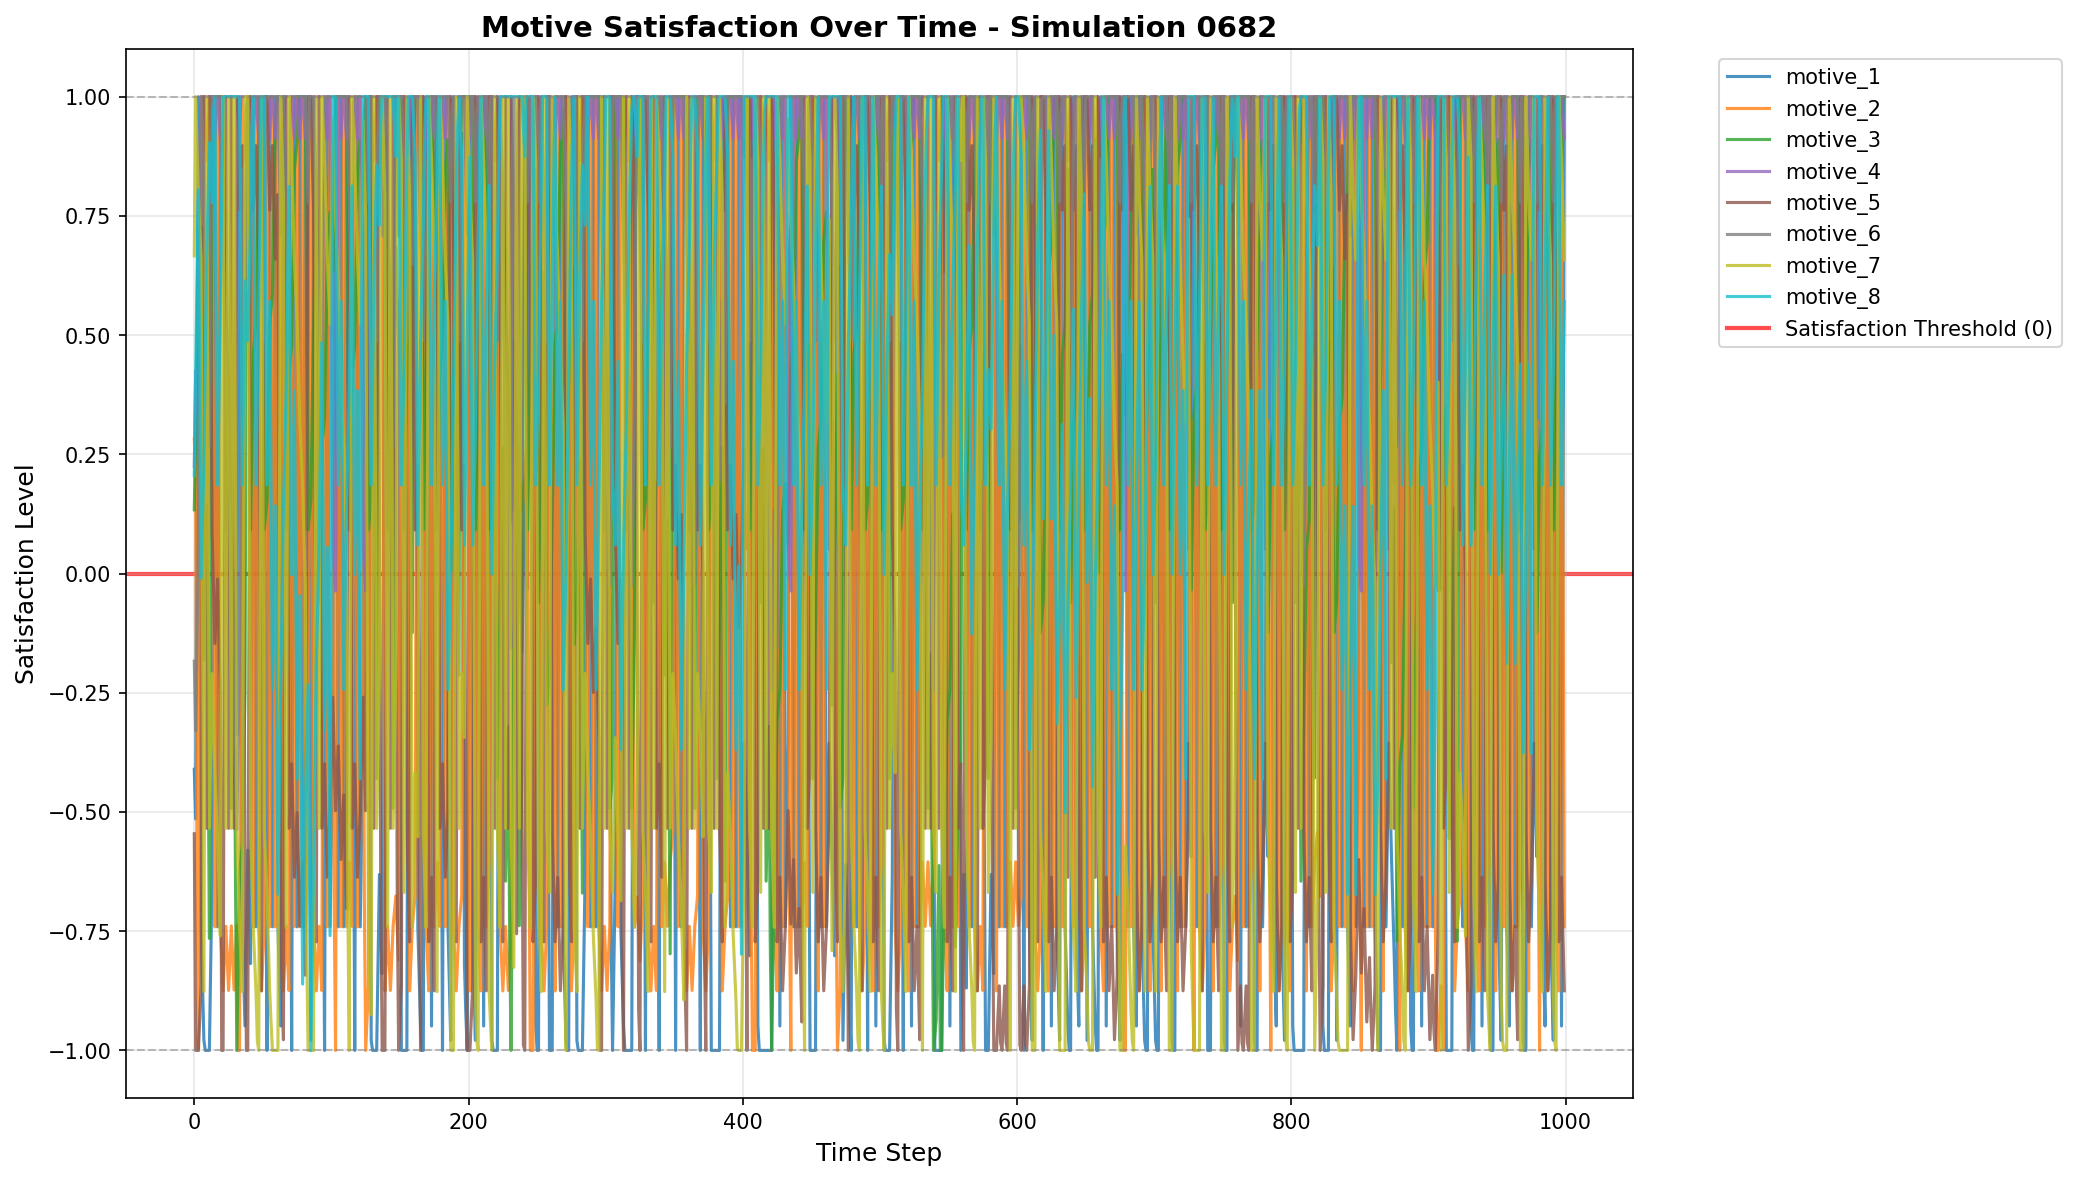 Motive Satisfaction Over Time - Simulation 0682
Satisfaction Level
1.00
0.75
0.50
0.25
0.00
−0.25
−0.50
−0.75
−1.00
0
200
400
600
800
1000
Time Step
motive_1
motive_2
motive_3
motive_4
motive_5
motive_6
motive_7
motive_8
Satisfaction Threshold (0)